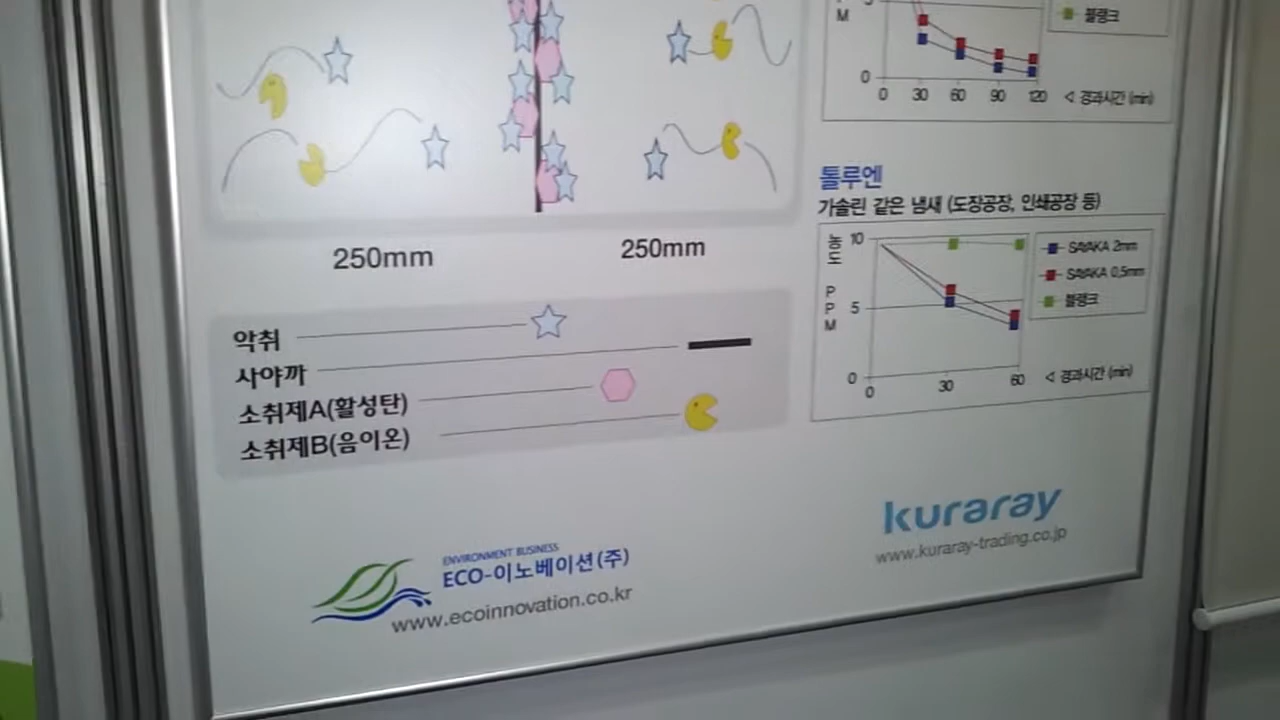 M
블랭크
0
0 30 60 90 120 ◁ 경과시간 (min)
톨루엔
가솔린 같은 냄새 (도장공장, 인쇄공장 등)
농도 PPM
10
5
0
0 30 60 ◁ 경과시간 (min)
SAYAKA 2mm
SAYAKA 0,5mm
블랭크
250mm 250mm
악취
사야까
소취제A(활성탄)
소취제B(음이온)
kuraray
www.kuraray-trading.co.jp
ENVIRONMENT BUSINESS
ECO-이노베이션(주)
www.ecoinnovation.co.kr